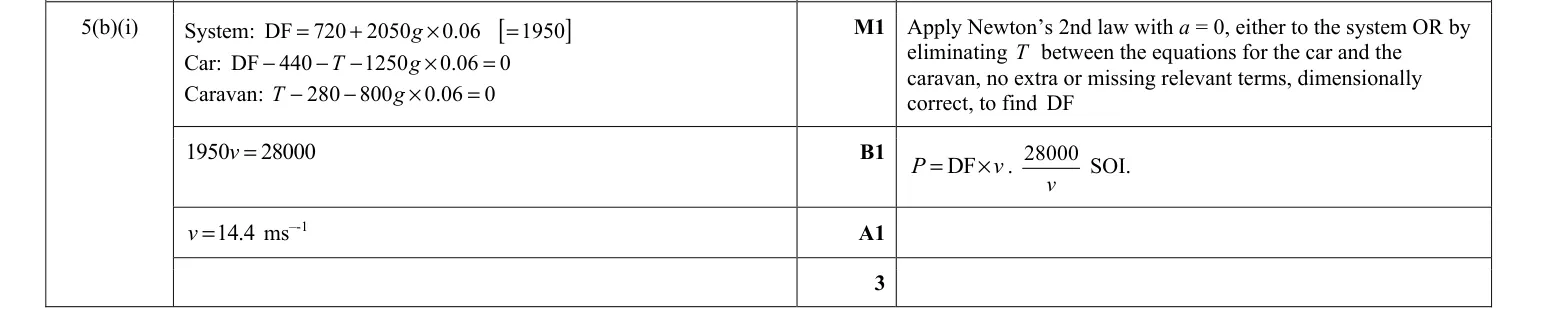 5(b)(i)
System: DF = 720 + 2050g × 0.06 [= 1950]
Car: DF − 440 − T − 1250g × 0.06 = 0
Caravan: T − 280 − 800g × 0.06 = 0
M1
Apply Newton's 2nd law with a = 0, either to the system OR by
eliminating T between the equations for the car and the
caravan, no extra or missing relevant terms, dimensionally
correct, to find DF
1950v = 28000
B1
P = DF × v. 28000/v SOI.
v = 14.4 ms⁻¹
A1
3